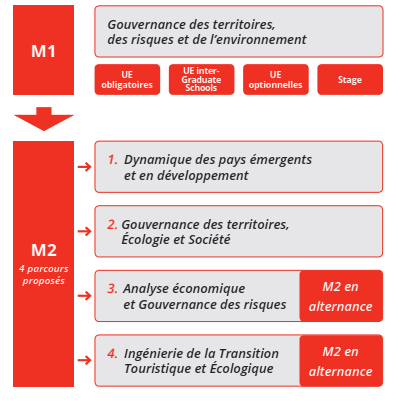 M1
Gouvernance des territoires,
des risques et de l’environnement
UE
obligatoires
UE inter-
Graduate
Schools
UE
optionnelles
Stage
M2
4 parcours
proposés
1. Dynamique des pays émergents
et en développement
2. Gouvernance des territoires,
Écologie et Société
3. Analyse économique
et Gouvernance des risques
M2 en
alternance
4. Ingénierie de la Transition
Touristique et Écologique
M2 en
alternance